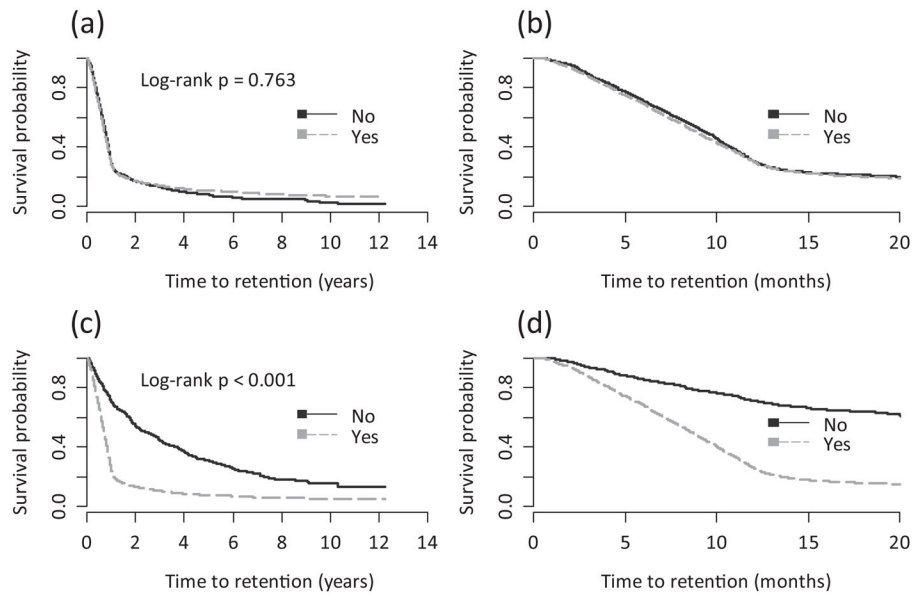 (a)
Survival probability
0.0 0.4 0.8
Log-rank p = 0.763
No
Yes
0 2 4 6 8 10 12 14
Time to retention (years)
(b)
Survival probability
0.0 0.4 0.8
No
Yes
0 5 10 15 20
Time to retention (months)
(c)
Survival probability
0.0 0.4 0.8
Log-rank p < 0.001
No
Yes
0 2 4 6 8 10 12 14
Time to retention (years)
(d)
Survival probability
0.0 0.4 0.8
No
Yes
0 5 10 15 20
Time to retention (months)